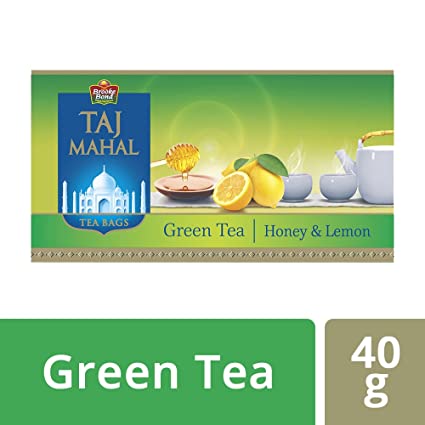 Brooke
Bond
TAJ
MAHAL
TEA BAGS
Green Tea | Honey & Lemon
Green Tea
40
g